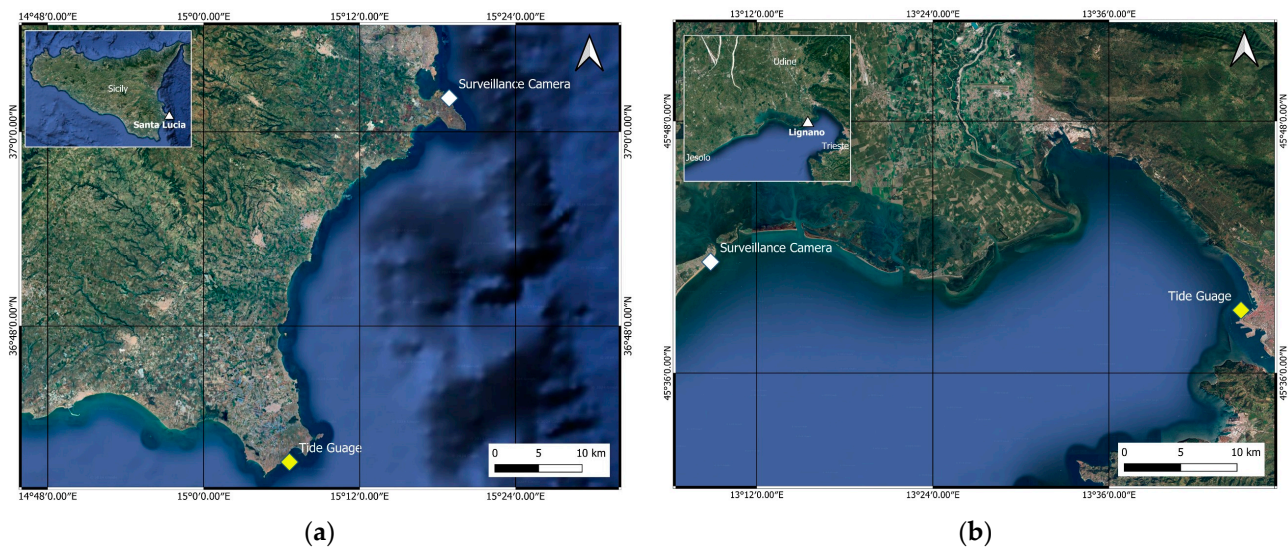 14°48′0.00″E 15°0′0.00″E 15°12′0.00″E 15°24′0.00″E
Sicily
Santa Lucia
Surveillance Camera
37°0′0.00″N 37°0′0.00″N
36°48′0.00″N 36°48′0.00″N
Tide Guage
0 5 10 km
14°48′0.00″E 15°0′0.00″E 15°12′0.00″E 15°24′0.00″E
(a)
13°12′0.00″E 13°24′0.00″E 13°36′0.00″E
Udine
Lignano
Jesolo
Trieste
45°48′0.00″N 45°48′0.00″N
Surveillance Camera
Tide Guage
45°36′0.00″N 45°36′0.00″N
0 5 10 km
13°12′0.00″E 13°24′0.00″E 13°36′0.00″E
(b)